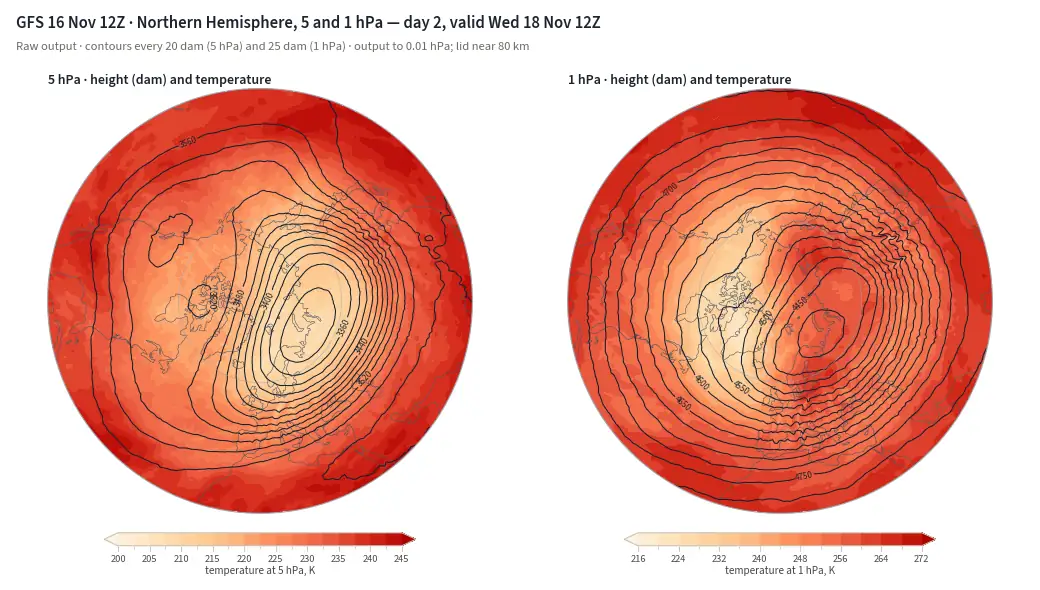 GFS 16 Nov 12Z · Northern Hemisphere, 5 and 1 hPa — day 2, valid Wed 18 Nov 12Z
Raw output · contours every 20 dam (5 hPa) and 25 dam (1 hPa) · output to 0.01 hPa; lid near 80 km
5 hPa · height (dam) and temperature
1 hPa · height (dam) and temperature
3560
3400
3360
4700
4450
4600
4650
4550
4750
200 205 210 215 220 225 230 235 240 245
temperature at 5 hPa, K
216 224 232 240 248 256 264 272
temperature at 1 hPa, K